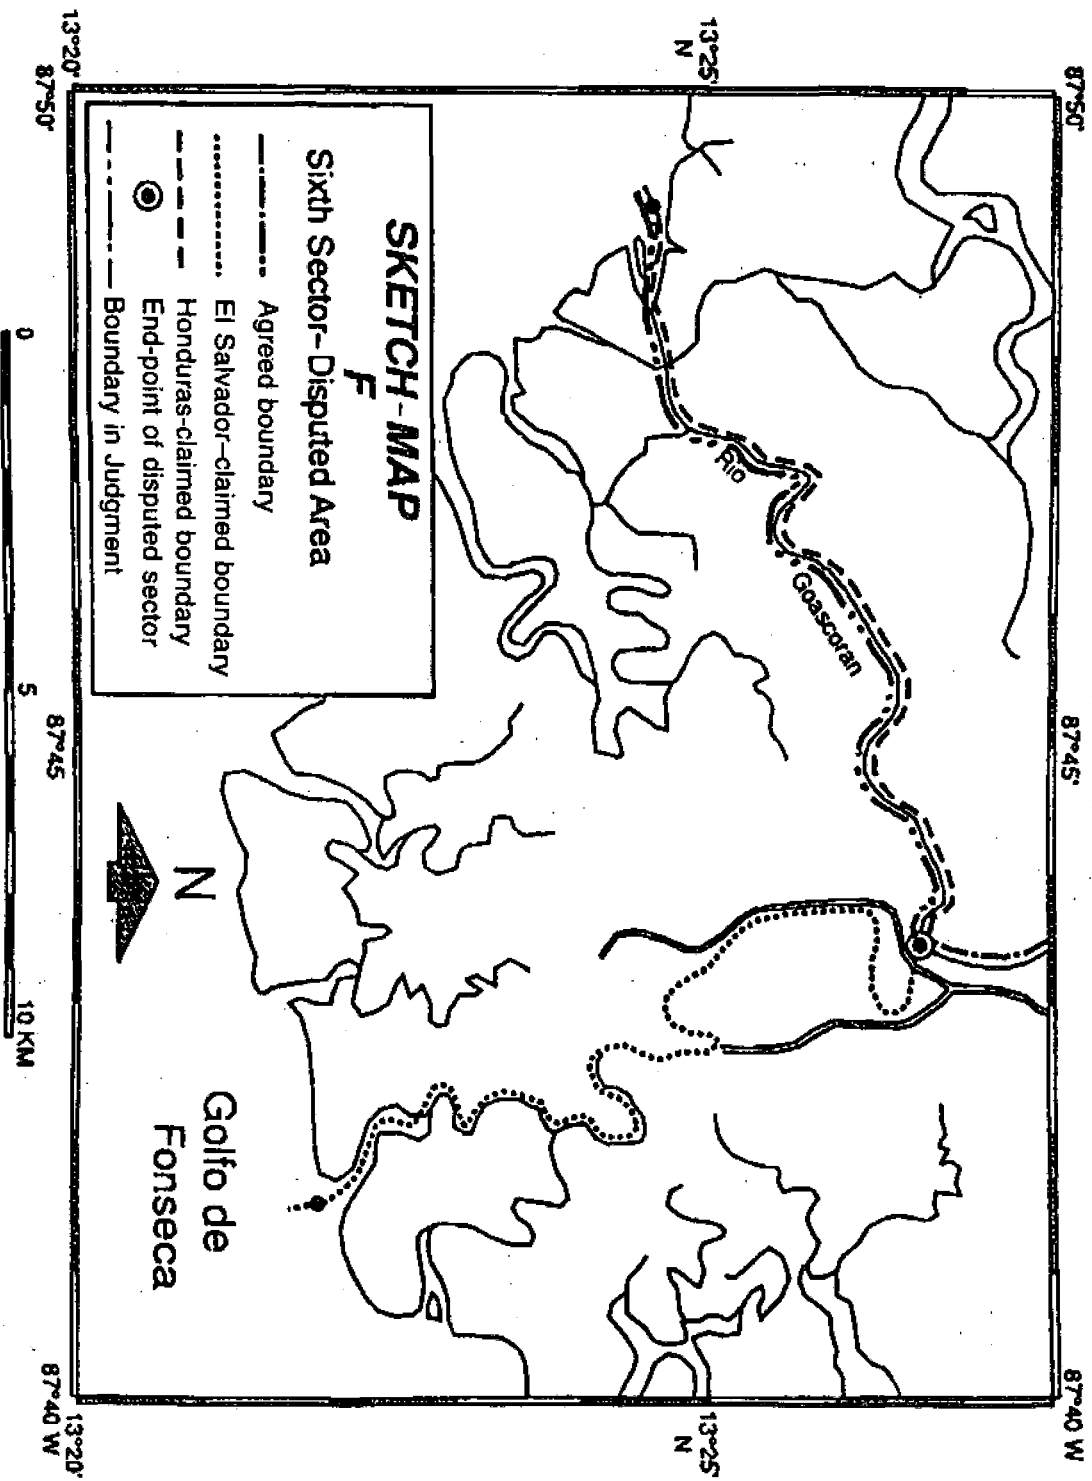 SKETCH-MAP
F
Sixth Sector-Disputed Area
Agreed boundary
El Salvador-claimed boundary
Honduras-claimed boundary
End-point of disputed sector
Boundary in Judgment
87°50'
87°45'
87°40 W
13°25'
N
13°25'
N
13°20'
87°50'
87°45
87°40 W
13°20'
Rio
Goascoran
N
Golfo de
Fonseca
0
5
10 KM